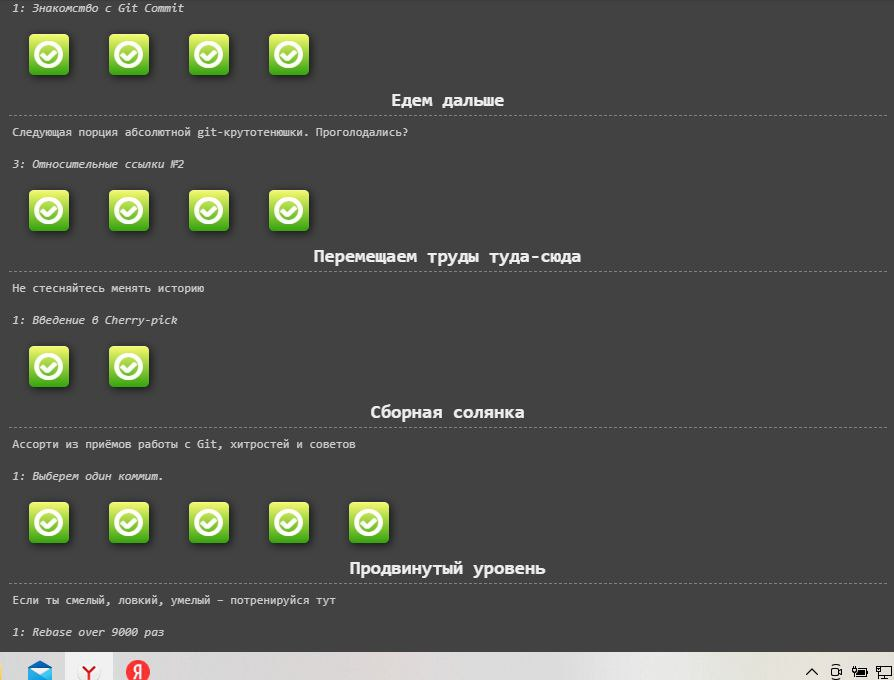 1: Знакомство с Git Commit
Едем дальше
Следующая порция абсолютной git-крутотенюшки. Проголодались?
3: Относительные ссылки №2
Перемещаем труды туда-сюда
Не стесняйтесь менять историю
1: Введение в Cherry-pick
Сборная солянка
Ассорти из приёмов работы с Git, хитростей и советов
1: Выберем один коммит.
Продвинутый уровень
Если ты смелый, ловкий, умелый – потренируйся тут
1: Rebase over 9000 раз
Y Я